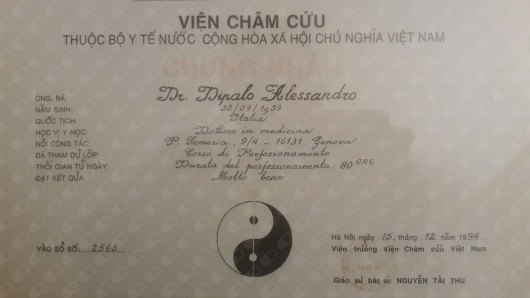 VIỆN CHÂM CỨU
THUỘC BỘ Y TẾ NƯỚC CỘNG HÒA XÃ HỘI CHỦ NGHĨA VIỆT NAM
CHỨNG NHẬN
ÔNG, BÀ: Dr. Dipalo Alessandro
NĂM SINH: 30/09/1959
QUỐC TỊCH: Italia
HỌC VỊ Y HỌC: Dottore in medicina
NƠI CÔNG TÁC: P. Semeria, 9/4 - 16131 Genova
ĐÃ THAM DỰ LỚP: Corso di Perfezionamento
THỜI GIAN TỪ NGÀY: Durata del perfezionamento: 80 ORE
ĐẠT KẾT QUẢ: Molto bene
Hà Nội ngày 15 tháng 12 năm 1994
VÀO SỔ SỐ: 2565 Viện trưởng Viện Châm cứu Việt Nam
Giáo sư bác sĩ: NGUYỄN TÀI THU